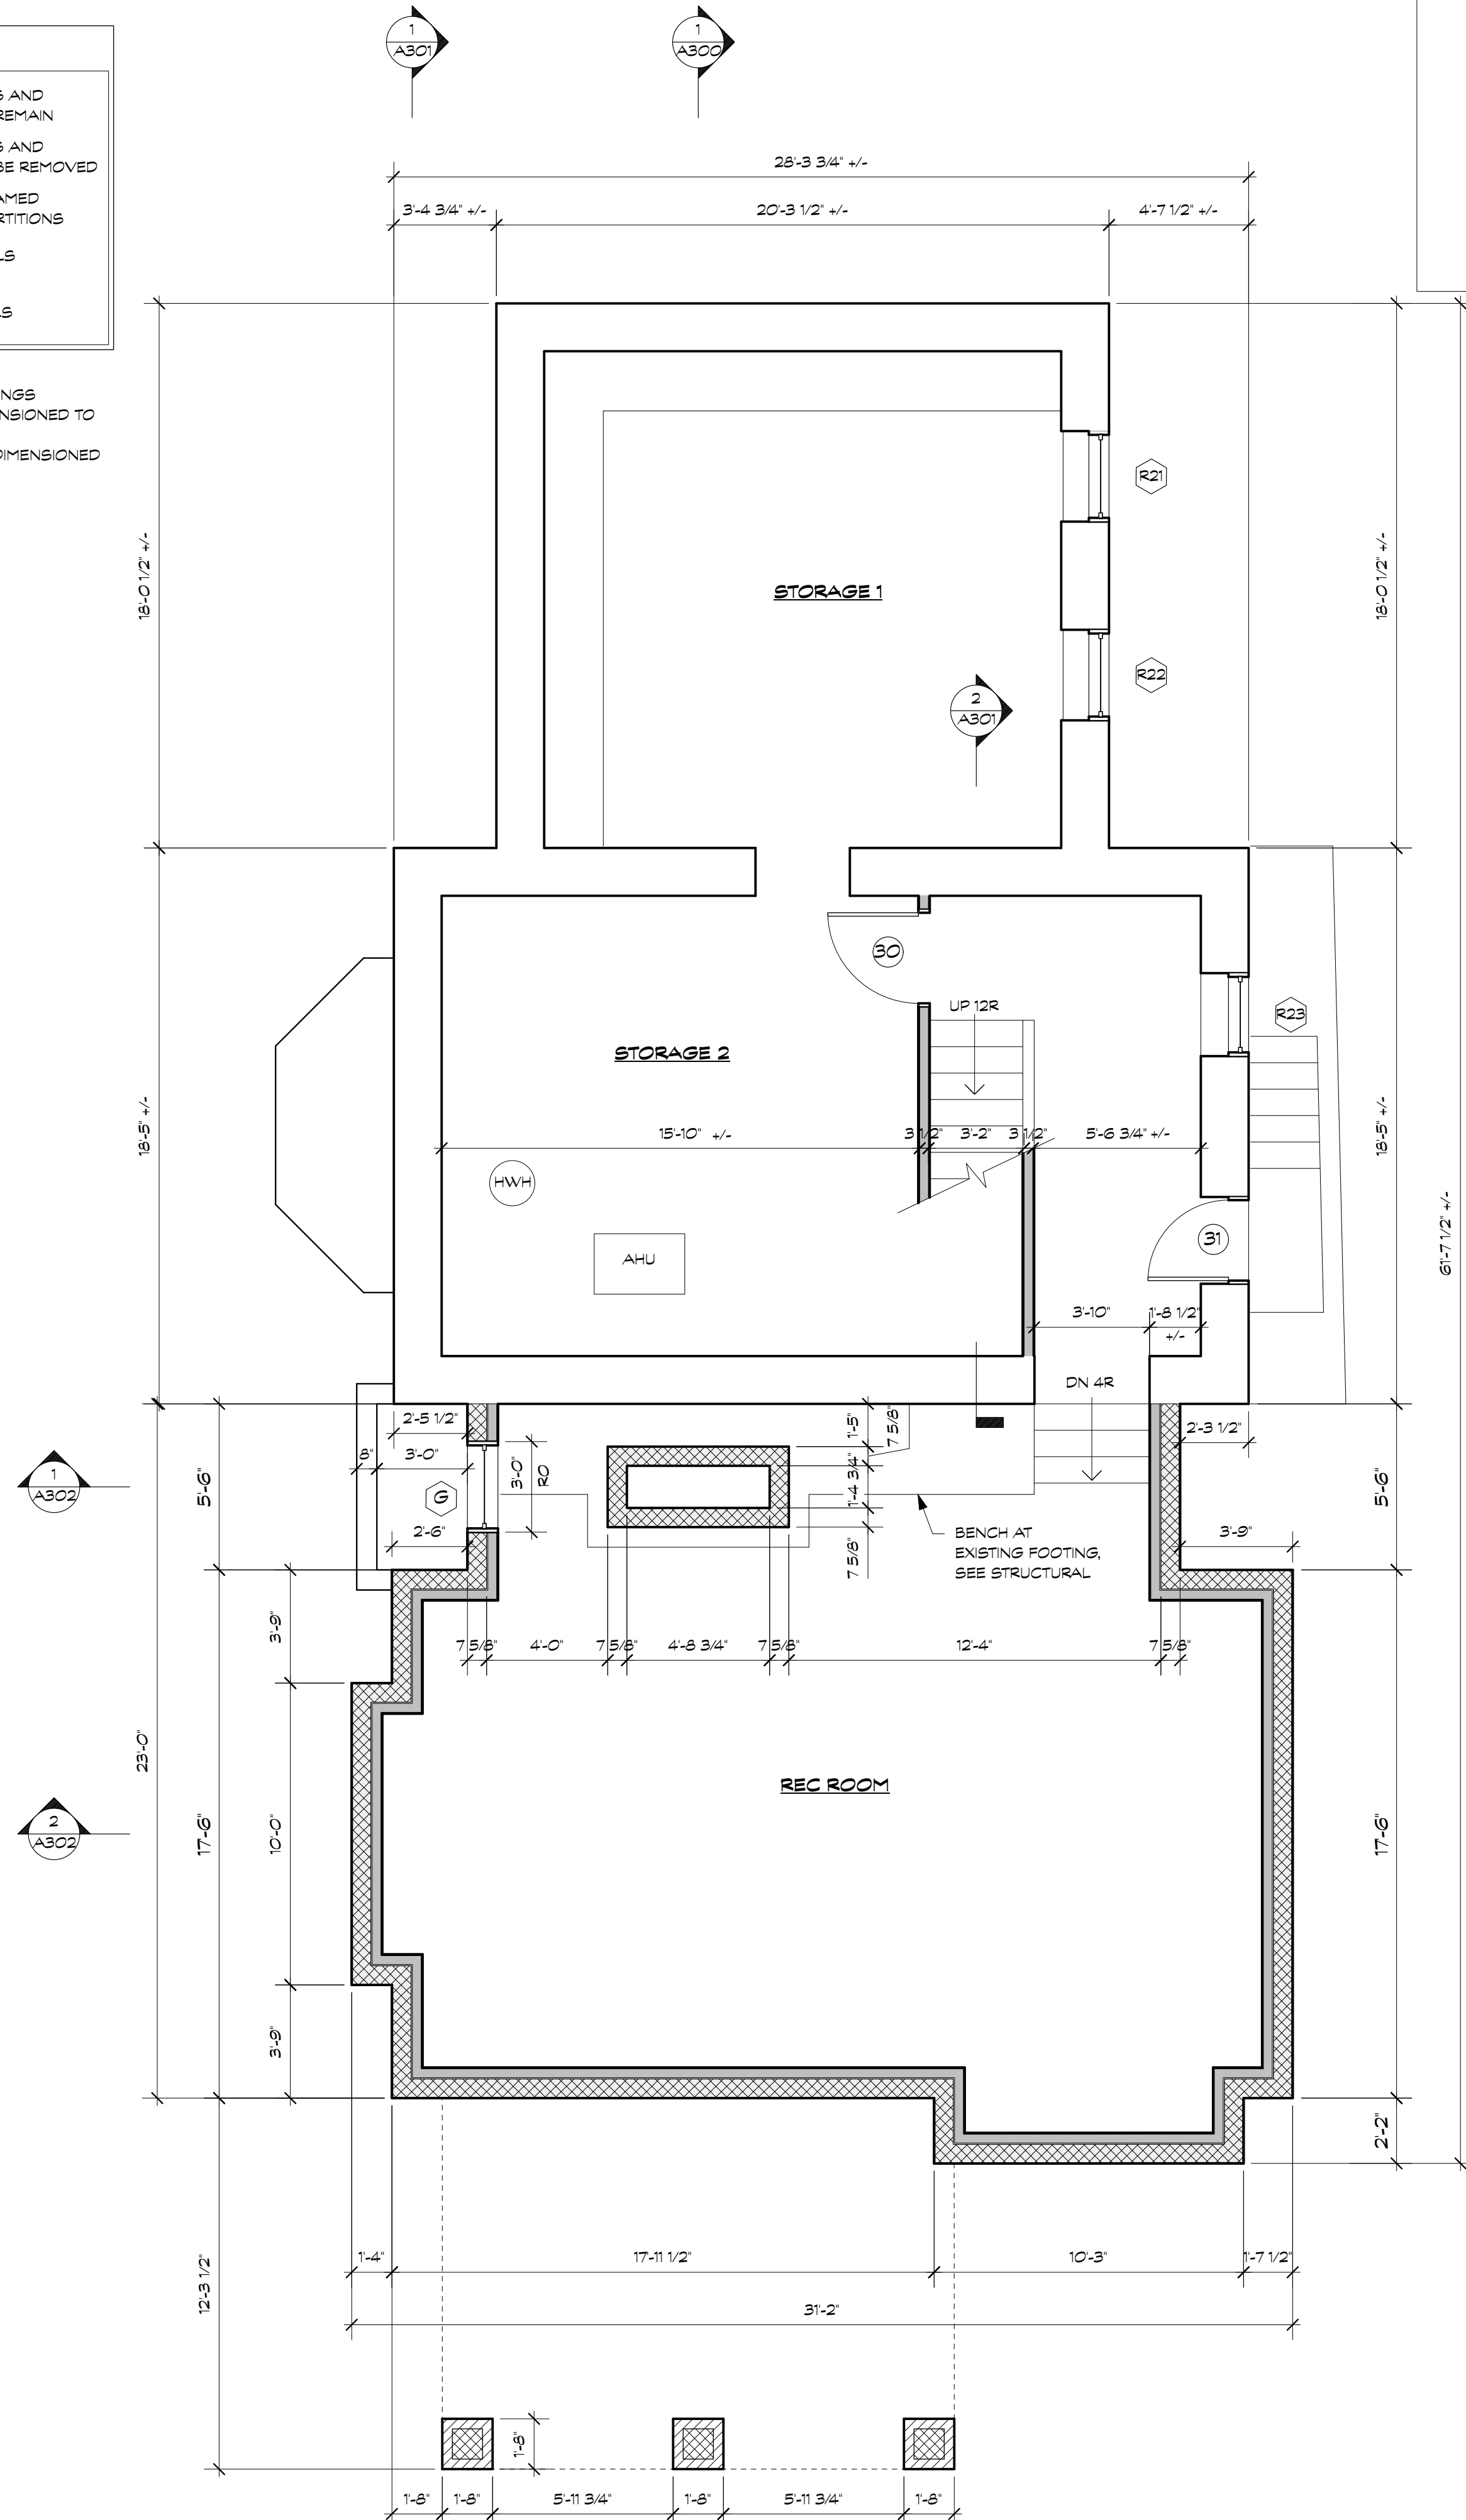 1
A301
1
A300
S AND
REMAIN
S AND
BE REMOVED
AMED
RTITIONS
LS
LS
NGS
NSIONED TO
DIMENSIONED
28'-3 3/4" +/-
3'-4 3/4" +/-
20'-3 1/2" +/-
4'-7 1/2" +/-
R21
18'-0 1/2" +/-
18'-0 1/2" +/-
STORAGE 1
R22
2
A301
30
UP 12R
R23
STORAGE 2
18'-5" +/-
18'-5" +/-
15'-10" +/-
3 1/2"
3'-2"
3 1/2"
5'-6 3/4" +/-
HWH
31
AHU
61'-7 1/2" +/-
3'-10"
1'-8 1/2"
+/-
DN 4R
2'-5 1/2"
1'-5"
7 5/8"
2'-3 1/2"
8"
3'-0"
3'-0"
RO
1'-4 3/4"
1
A302
5'-6"
G
5'-6"
2'-6"
7 5/8"
BENCH AT
EXISTING FOOTING,
SEE STRUCTURAL
3'-9"
3'-9"
7 5/8"
4'-0"
7 5/8"
4'-8 3/4"
7 5/8"
12'-4"
7 5/8"
23'-0"
REC ROOM
2
A302
17'-6"
10'-0"
17'-6"
3'-9"
2'-2"
1'-4"
17'-11 1/2"
10'-3"
1'-7 1/2"
12'-3 1/2"
31'-2"
1'-8"
1'-8"
1'-8"
5'-11 3/4"
1'-8"
5'-11 3/4"
1'-8"